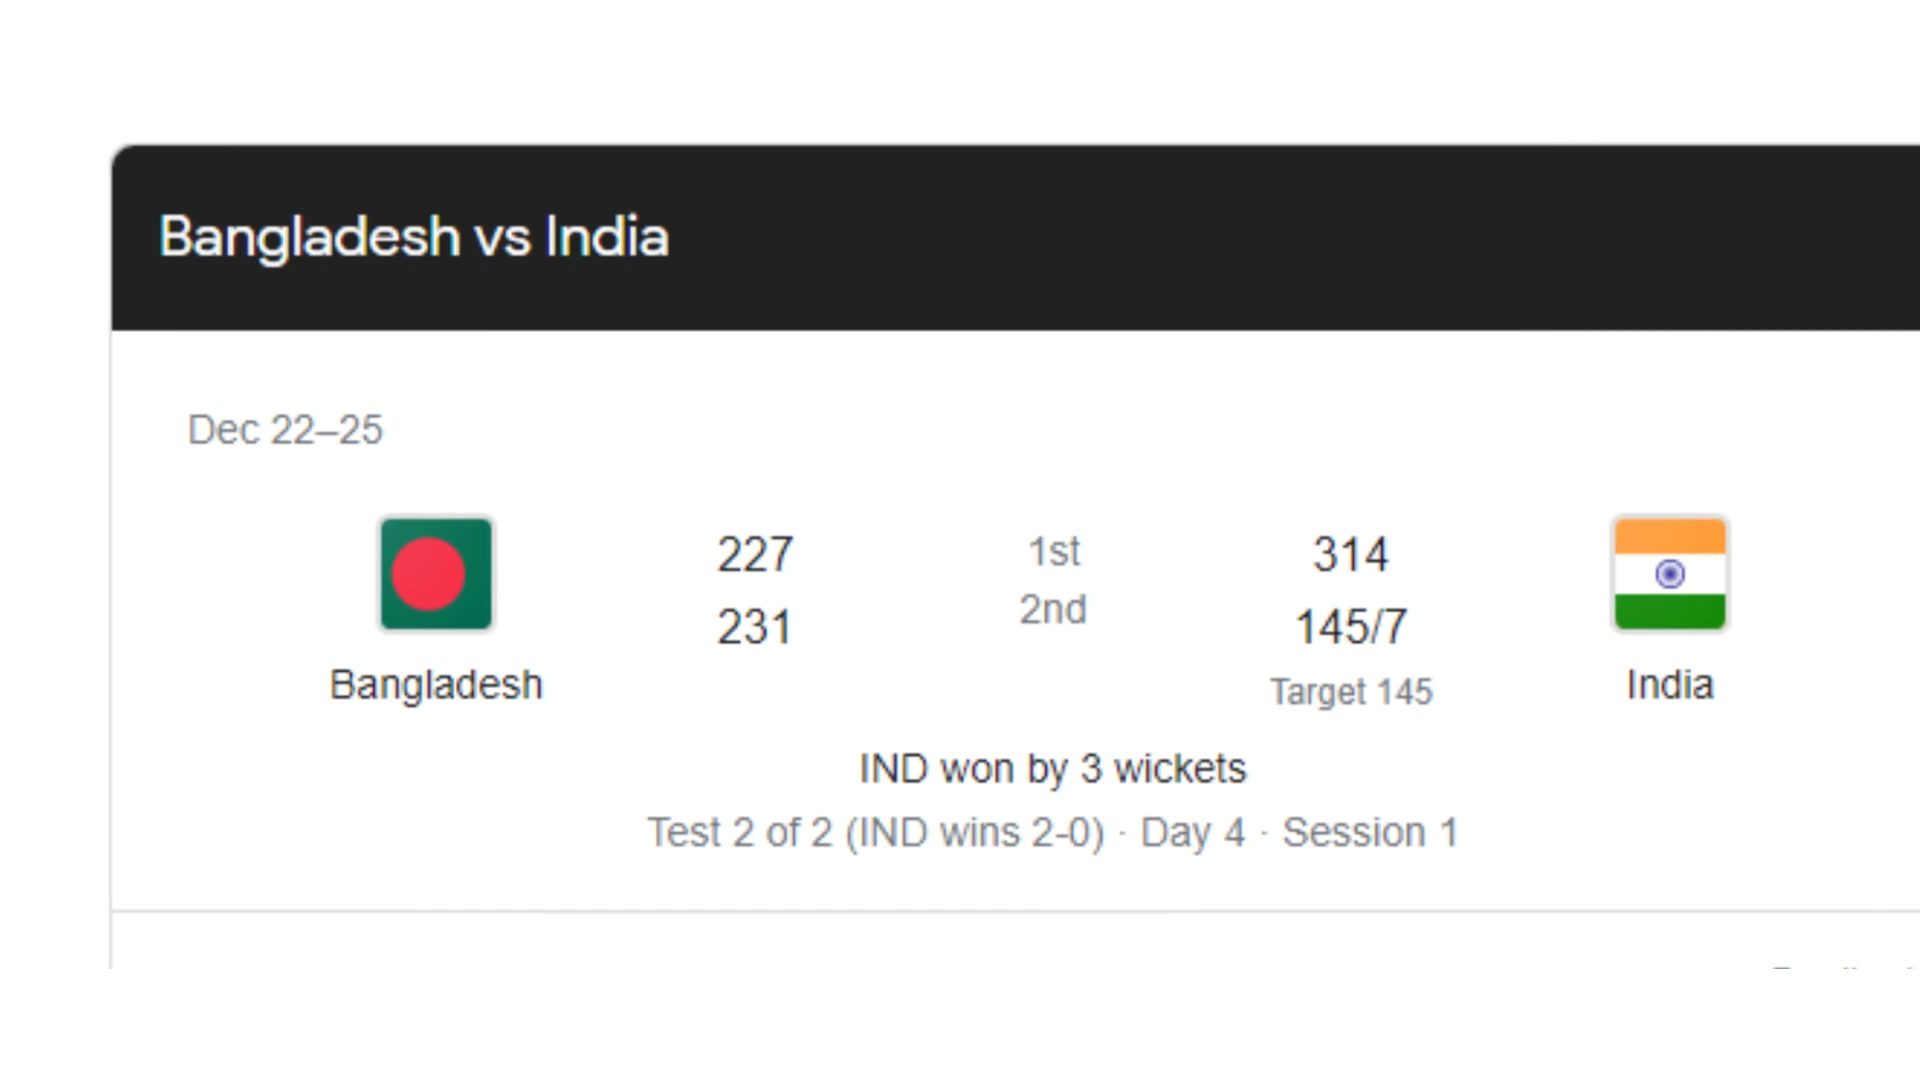 Bangladesh vs India
Dec 22–25
227 1st 314
231 2nd 145/7
Bangladesh Target 145 India
IND won by 3 wickets
Test 2 of 2 (IND wins 2-0) · Day 4 · Session 1